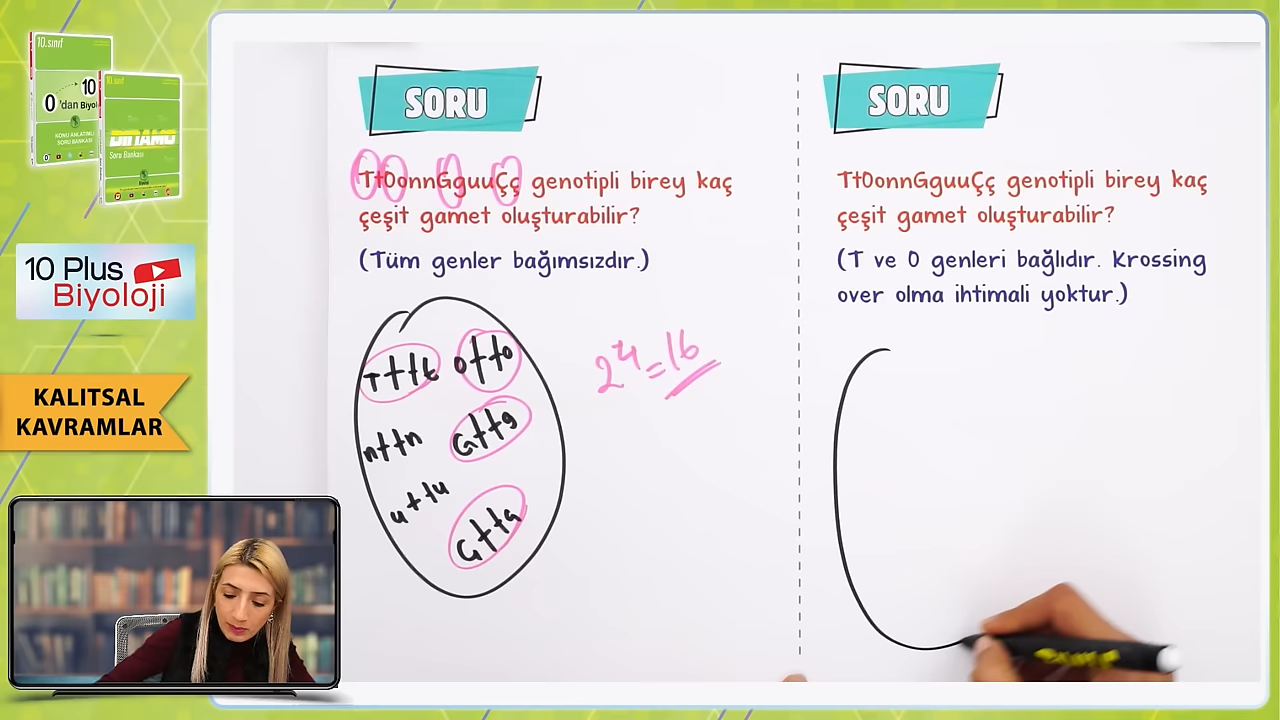 10.sınıf
0'dan
10
Biyoloji
KONU ANLATIMLI
SORU BANKASI
10.sınıf
DİNAMO
Soru Bankası
10 Plus
Biyoloji
KALITSAL
KAVRAMLAR
SORU
TtOonnGguuÇç genotipli birey kaç
çeşit gamet oluşturabilir?
(Tüm genler bağımsızdır.)
T t O o
n n G g
u u
2⁴=16
SORU
TtOonnGguuÇç genotipli birey kaç
çeşit gamet oluşturabilir?
(T ve O genleri bağlıdır. Krossing
over olma ihtimali yoktur.)